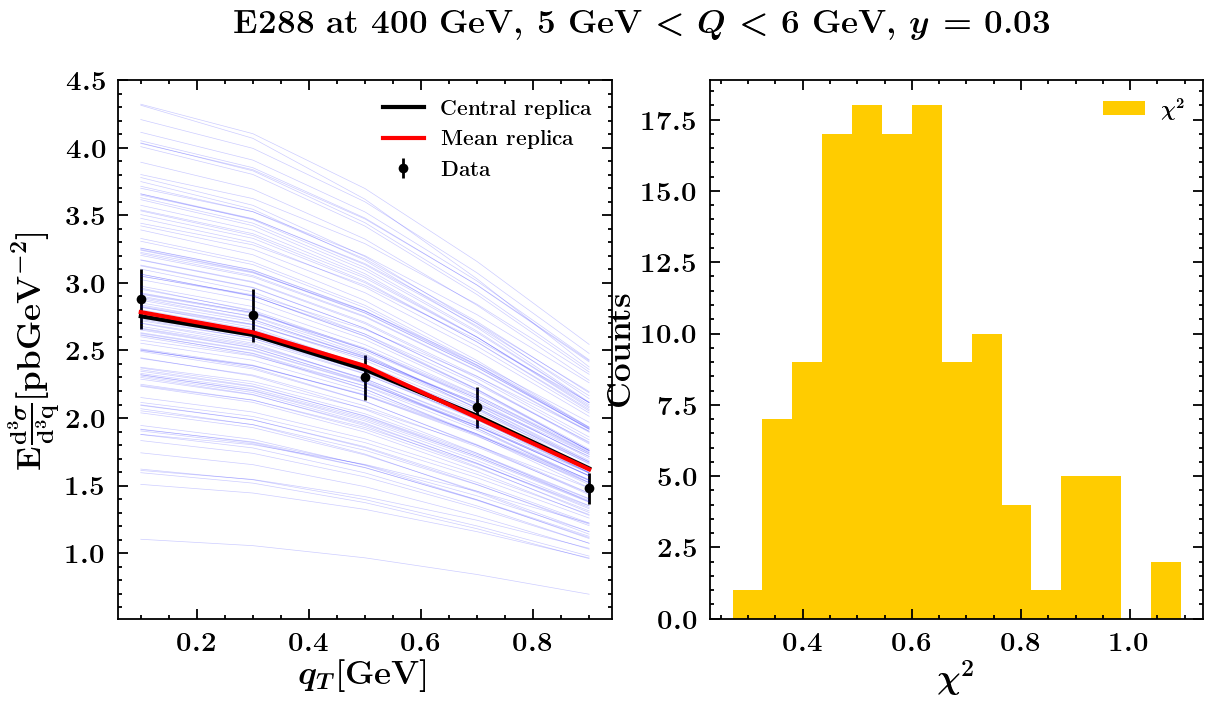 E288 at 400 GeV, 5 GeV < Q < 6 GeV, y = 0.03
4.5
4.0
3.5
3.0
2.5
2.0
1.5
1.0
E d³σ/d³q [pbGeV⁻²]
Central replica
Mean replica
Data
0.2 0.4 0.6 0.8
q_T[GeV]
17.5
15.0
12.5
10.0
7.5
5.0
2.5
0.0
Counts
χ²
0.4 0.6 0.8 1.0
χ²